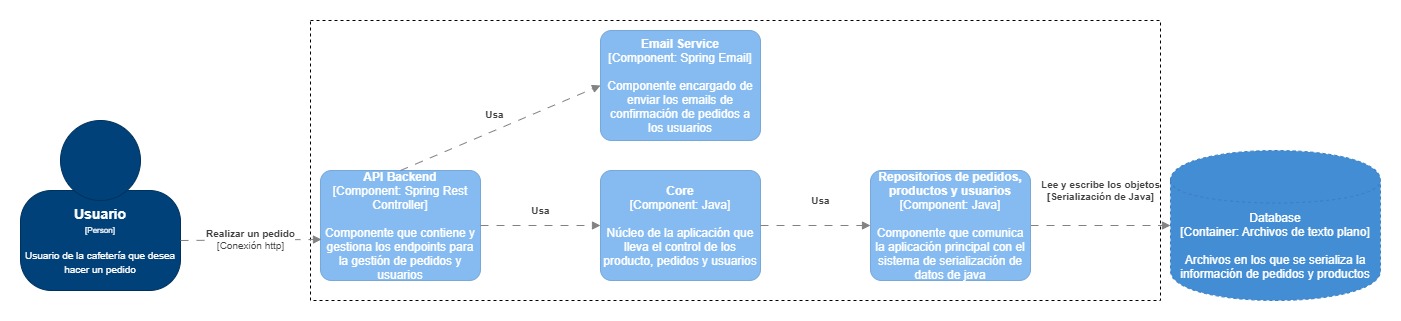 Usuario
[Person]
Usuario de la cafetería que desea
hacer un pedido
Realizar un pedido
[Conexión http]
API Backend
[Component: Spring Rest
Controller]
Componente que contiene y
gestiona los endpoints para
la gestión de pedidos y
usuarios
Usa
Email Service
[Component: Spring Email]
Componente encargado de
enviar los emails de
confirmación de pedidos a
los usuarios
Usa
Core
[Component: Java]
Núcleo de la aplicación que
lleva el control de los
producto, pedidos y usuarios
Usa
Repositorios de pedidos,
productos y usuarios
[Component: Java]
Componente que comunica
la aplicación principal con el
sistema de serialización de
datos de java
Lee y escribe los objetos
[Serialización de Java]
Database
[Container: Archivos de texto plano]
Archivos en los que se serializa la
información de pedidos y productos